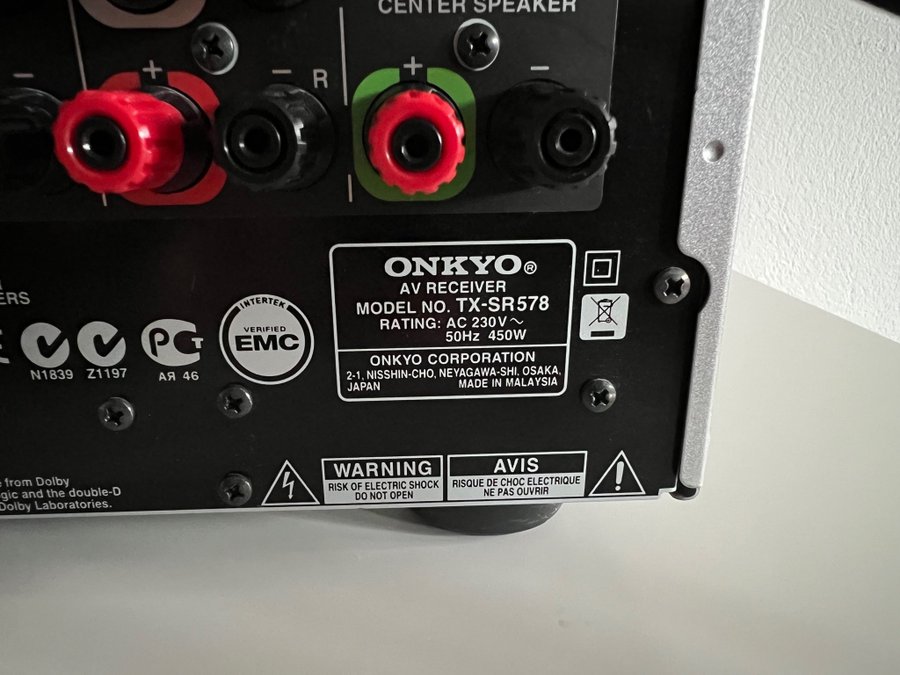 CENTER SPEAKER
+ − R + −
−
ERS
N1839 Z1197
PG
АЯ 46
INTERTEK
VERIFIED
EMC
ONKYO®
AV RECEIVER
MODEL NO. TX-SR578
RATING: AC 230V ~
50Hz 450W
ONKYO CORPORATION
2-1, NISSHIN-CHO, NEYAGAWA-SHI, OSAKA,
JAPAN MADE IN MALAYSIA
from Dolby
and the double-D
Dolby Laboratories.
WARNING
RISK OF ELECTRIC SHOCK
DO NOT OPEN
AVIS
RISQUE DE CHOC ELECTRIQUE
NE PAS OUVRIR